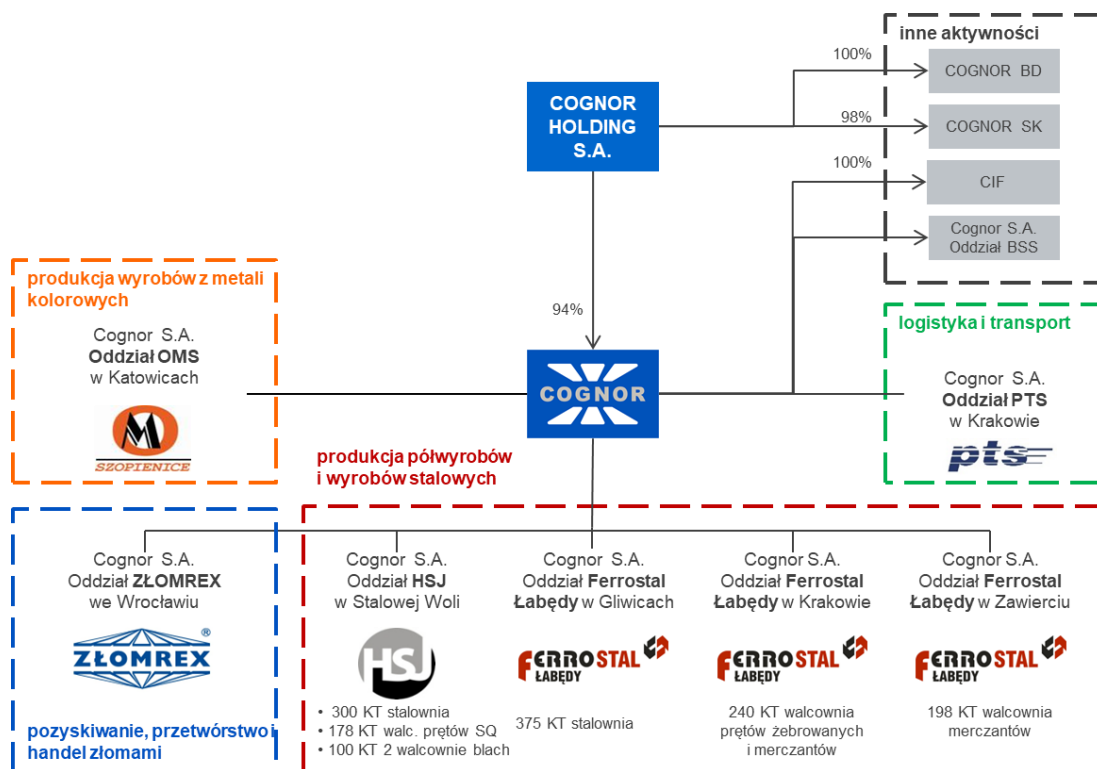 inne aktywności
100%
COGNOR BD
COGNOR
HOLDING
S.A.
98%
COGNOR SK
100%
CIF
Cognor S.A.
Oddział BSS
produkcja wyrobów z metali
kolorowych
94%
logistyka i transport
Cognor S.A.
Oddział OMS
w Katowicach
COGNOR
Cognor S.A.
Oddział PTS
w Krakowie
MO
SZOPIENICE
pts
produkcja półwyrobów
i wyrobów stalowych
Cognor S.A.
Oddział ZŁOMREX
we Wrocławiu
ZŁOMREX®
pozyskiwanie, przetwórstwo i
handel złomami
Cognor S.A.
Oddział HSJ
w Stalowej Woli
HSJ
• 300 KT stalownia
• 178 KT walc. prętów SQ
• 100 KT 2 walcownie blach
Cognor S.A.
Oddział Ferrostal
Łabędy w Gliwicach
FERROSTAL
ŁABĘDY
375 KT stalownia
Cognor S.A.
Oddział Ferrostal
Łabędy w Krakowie
FERROSTAL
ŁABĘDY
240 KT walcownia
prętów żebrowanych
i merczantów
Cognor S.A.
Oddział Ferrostal
Łabędy w Zawierciu
FERROSTAL
ŁABĘDY
198 KT walcownia
merczantów